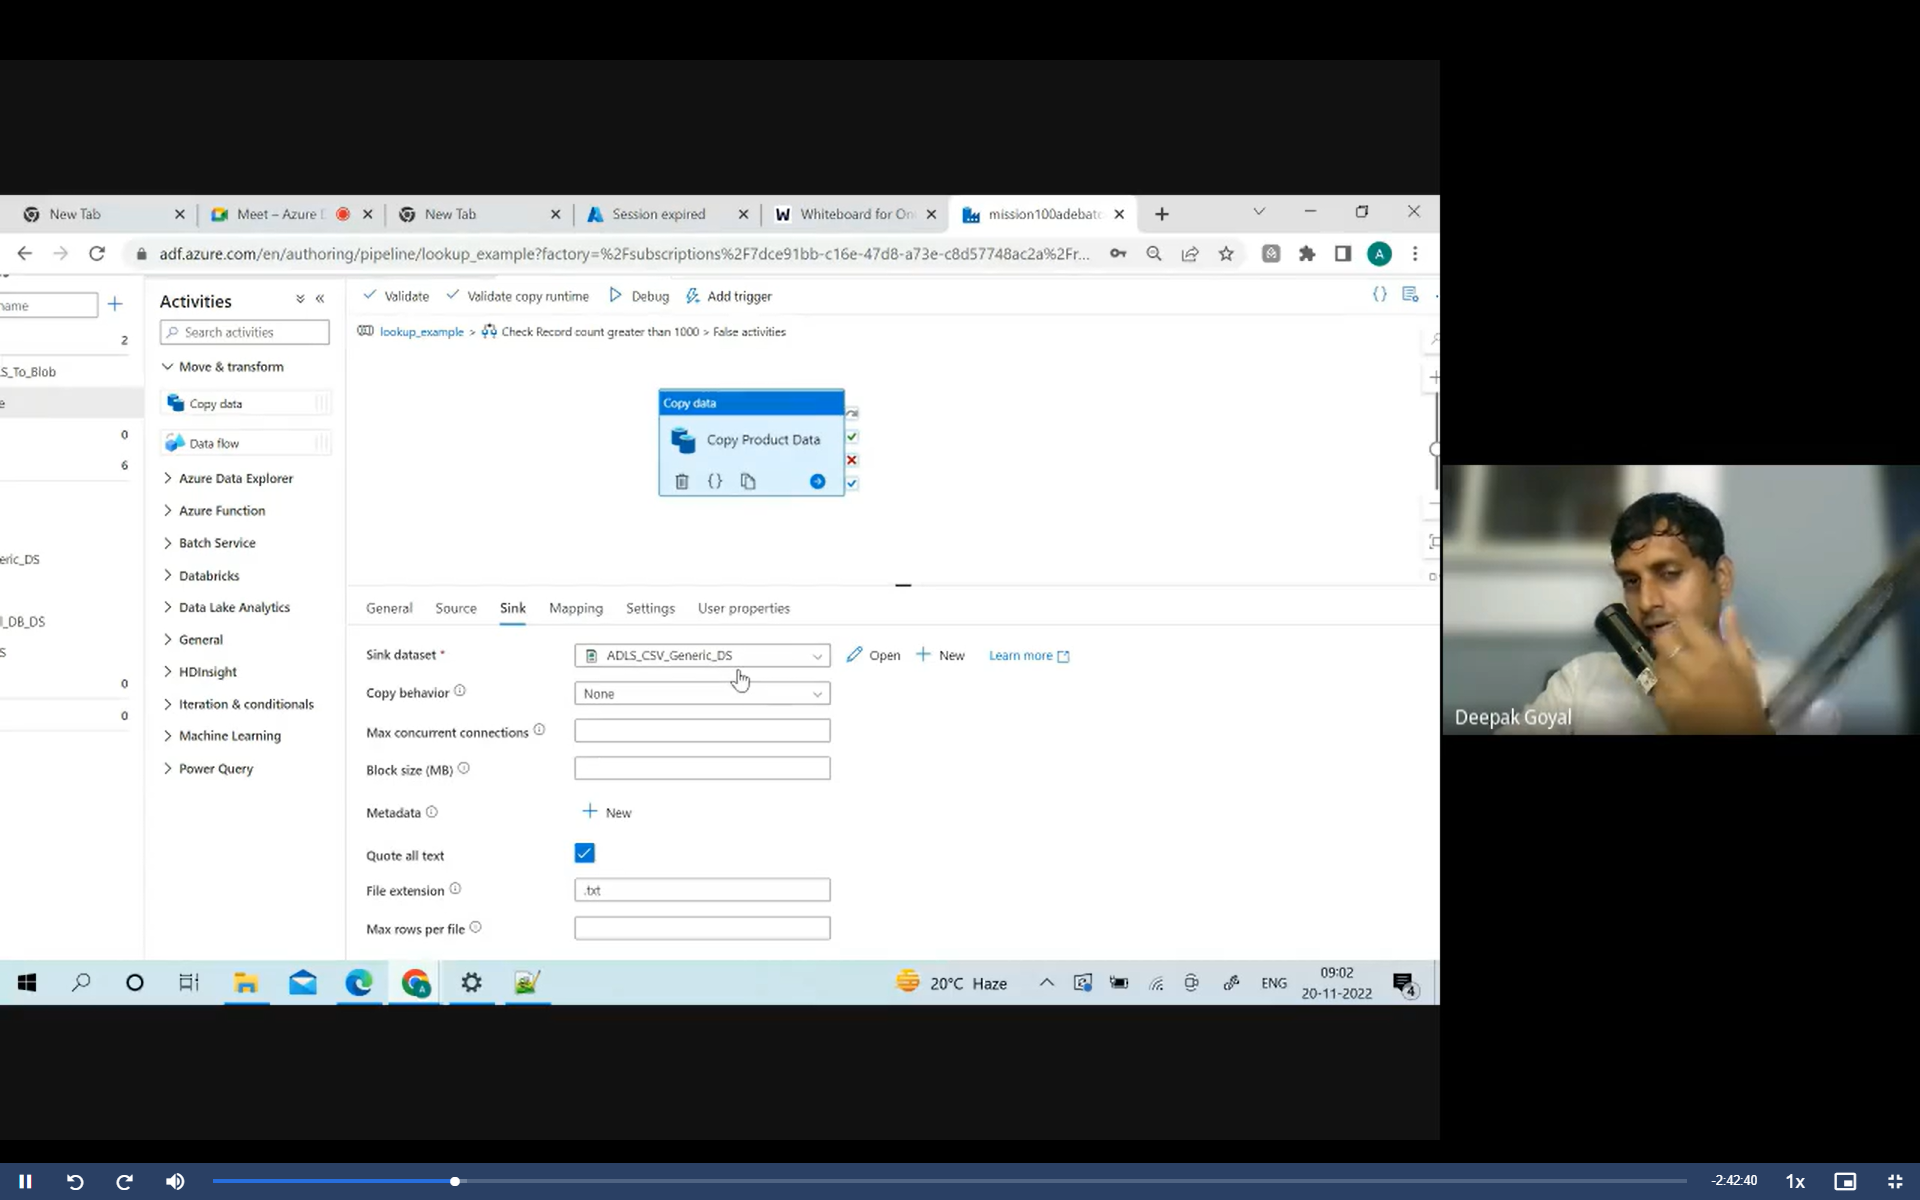 New Tab
Meet – Azure D
New Tab
Session expired
Whiteboard for On
mission100adebatc
adf.azure.com/en/authoring/pipeline/lookup_example?factory=%2Fsubscriptions%2F7dce91bb-c16e-47d8-a73e-c8d57748ac2a%2Fr...
A
name
2
S_To_Blob
e
0
6
eric_DS
l_DB_DS
S
0
0
Activities
Search activities
Move & transform
Copy data
Data flow
Azure Data Explorer
Azure Function
Batch Service
Databricks
Data Lake Analytics
General
HDInsight
Iteration & conditionals
Machine Learning
Power Query
Validate
Validate copy runtime
Debug
Add trigger
lookup_example > Check Record count greater than 1000 > False activities
Copy data
Copy Product Data
General
Source
Sink
Mapping
Settings
User properties
Sink dataset *
ADLS_CSV_Generic_DS
Open
New
Learn more
Copy behavior
None
Max concurrent connections
Block size (MB)
Metadata
New
Quote all text
File extension
.txt
Max rows per file
Deepak Goyal
20°C Haze
ENG
09:02
20-11-2022
4
-2:42:40
1x